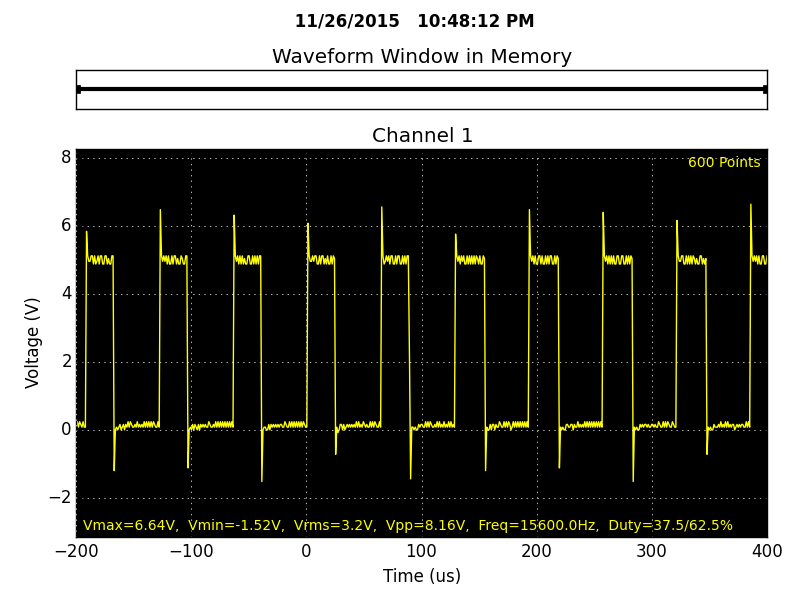 11/26/2015   10:48:12 PM
Waveform Window in Memory
Channel 1
600 Points
8
6
4
2
0
−2
Voltage (V)
Vmax=6.64V,  Vmin=-1.52V,  Vrms=3.2V,  Vpp=8.16V,  Freq=15600.0Hz,  Duty=37.5/62.5%
−200 −100 0 100 200 300 400
Time (us)